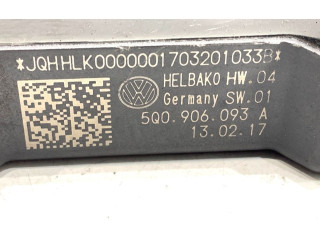 *JQHHLK0000001703201033B*
HELBAKO HW.04
Germany SW.01
5Q0.906.093 A
13.02.17